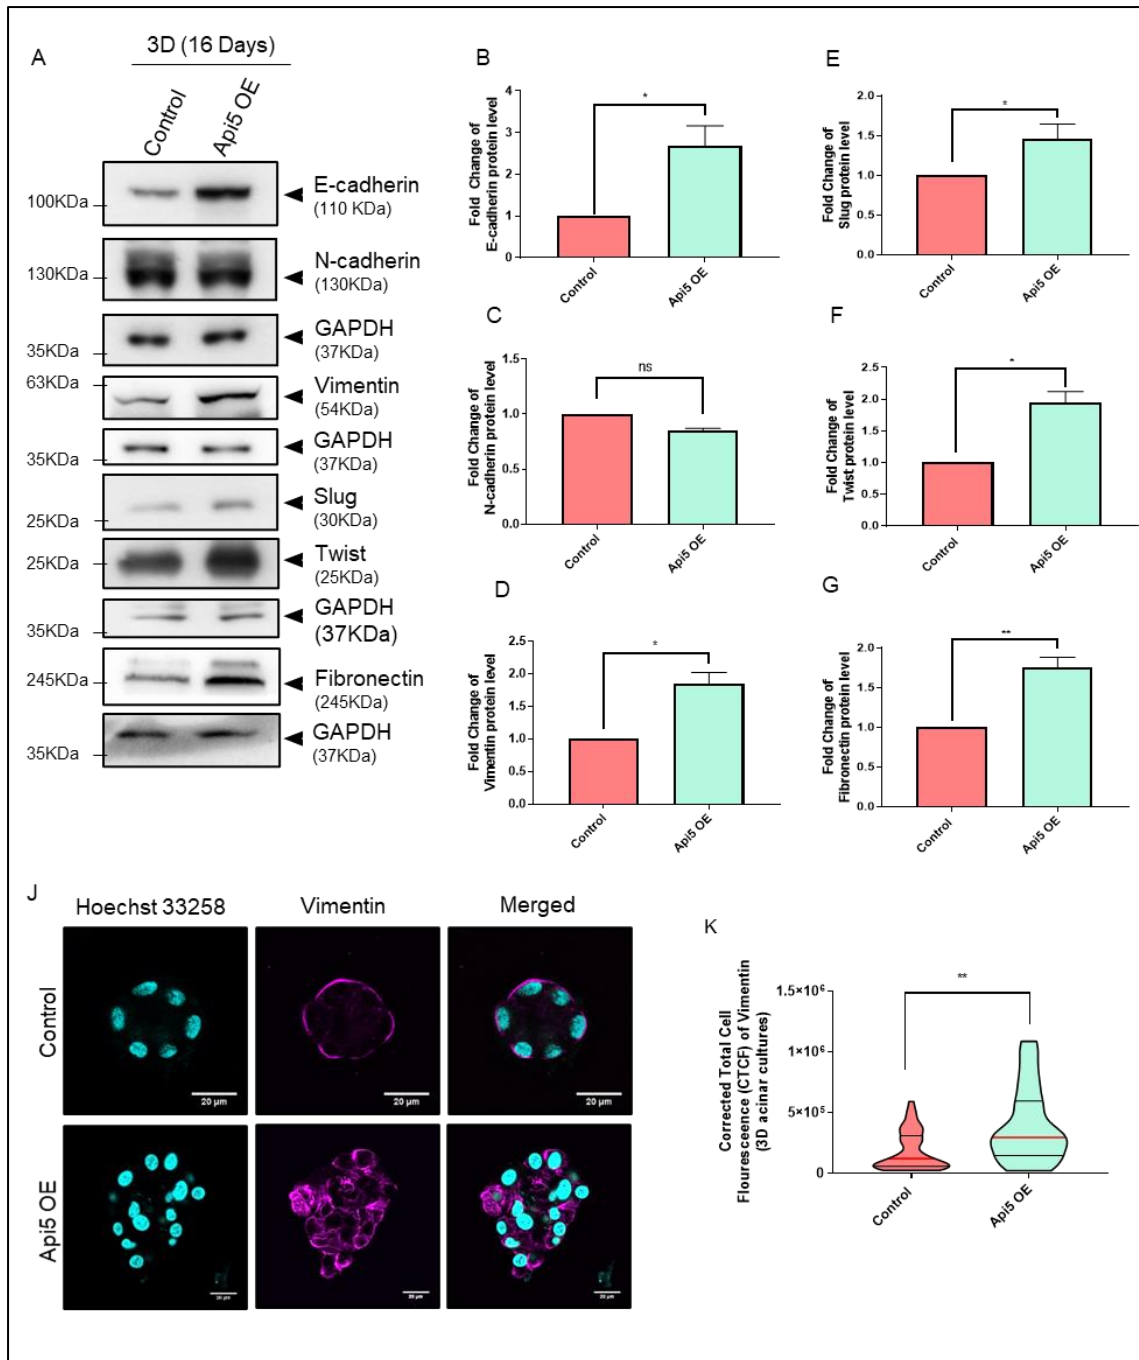 A
3D (16 Days)
Control
Api5 OE
100KDa
E-cadherin
(110 KDa)
130KDa
N-cadherin
(130KDa)
35KDa
GAPDH
(37KDa)
63KDa
Vimentin
(54KDa)
35KDa
GAPDH
(37KDa)
25KDa
Slug
(30KDa)
25KDa
Twist
(25KDa)
35KDa
GAPDH
(37KDa)
245KDa
Fibronectin
(245KDa)
35KDa
GAPDH
(37KDa)
B
Fold Change of
E-cadherin protein level
4
3
2
1
0
*
Control
Api5 OE
C
Fold Change of
N-cadherin protein level
1.5
1.0
0.5
0.0
ns
Control
Api5 OE
D
Fold Change of
Vimentin protein level
2.5
2.0
1.5
1.0
0.5
0.0
*
Control
Api5 OE
E
Fold Change of
Slug protein level
2.0
1.5
1.0
0.5
0.0
*
Control
Api5 OE
F
Fold Change of
Twist protein level
2.5
2.0
1.5
1.0
0.5
0.0
*
Control
Api5 OE
G
Fold Change of
Fibronectin protein level
2.0
1.5
1.0
0.5
0.0
**
Control
Api5 OE
J
Hoechst 33258 Vimentin Merged
Control
20 µm 20 µm 20 µm
Api5 OE
20 µm 20 µm 20 µm
K
Corrected Total Cell
Flouresceence (CTCF) of Vimentin
(3D acinar cultures)
1.5×10⁶
1×10⁶
5×10⁵
0
**
Control
Api5 OE